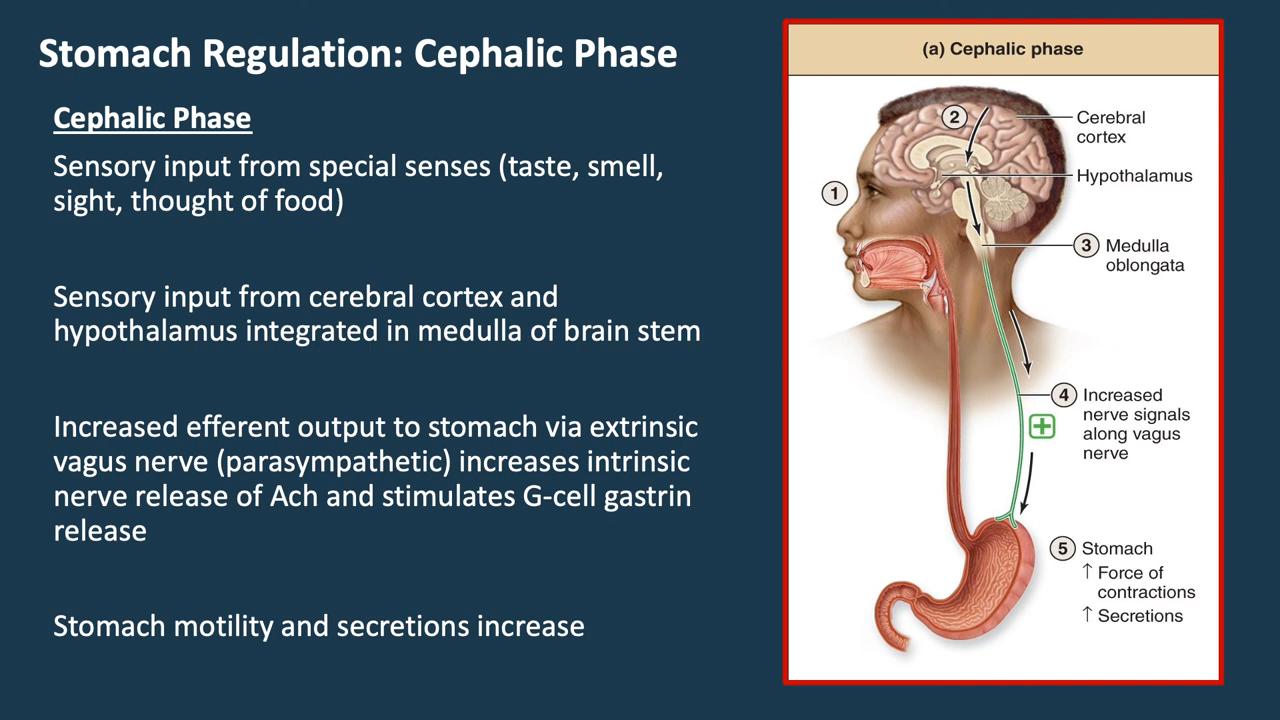 Stomach Regulation: Cephalic Phase
Cephalic Phase
Sensory input from special senses (taste, smell,
sight, thought of food)
Sensory input from cerebral cortex and
hypothalamus integrated in medulla of brain stem
Increased efferent output to stomach via extrinsic
vagus nerve (parasympathetic) increases intrinsic
nerve release of Ach and stimulates G-cell gastrin
release
Stomach motility and secretions increase
(a) Cephalic phase
2
Cerebral
cortex
Hypothalamus
1
3 Medulla
oblongata
4 Increased
nerve signals
along vagus
nerve
+
5 Stomach
↑ Force of
contractions
↑ Secretions